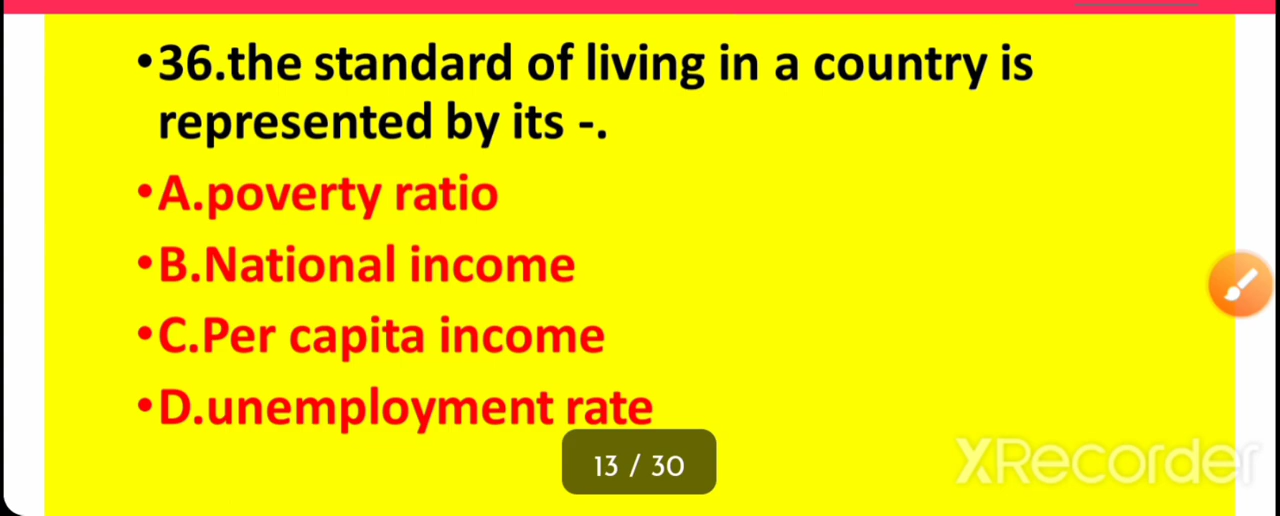 •36.the standard of living in a country is
represented by its -.
•A.poverty ratio
•B.National income
•C.Per capita income
•D.unemployment rate
13 / 30
XRecorder